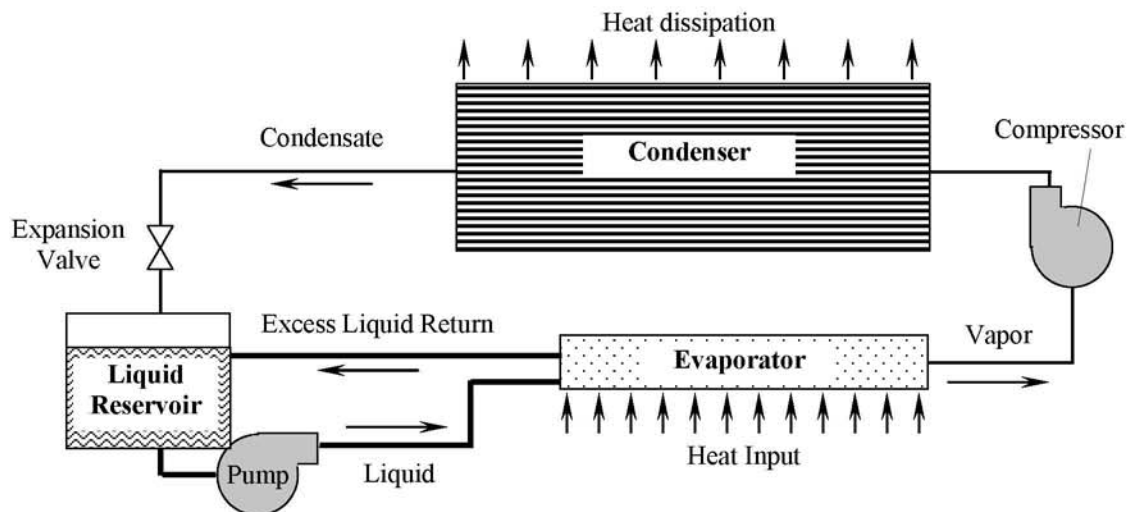 Heat dissipation
Condensate
Condenser
Compressor
Expansion
Valve
Excess Liquid Return
Vapor
Evaporator
Liquid
Reservoir
Pump
Liquid
Heat Input